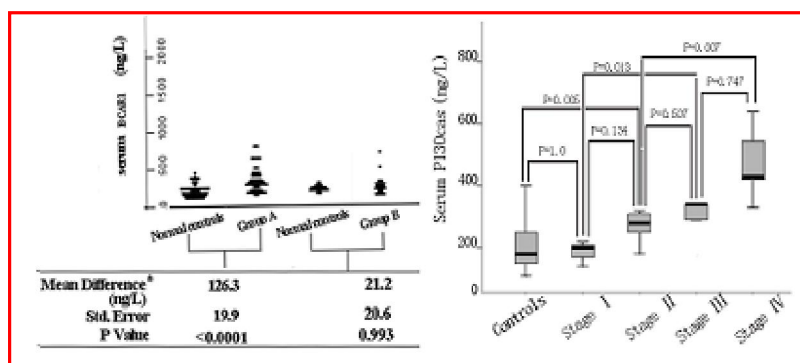 serum BCAR1 (ng/L)
2000
1500
1000
500
0
Normal controls
Group A
Normal controls
Group B
Mean Difference* 126.3 21.2
(ng/L)
Std. Error 19.9 20.6
P Value <0.0001 0.993
Serum P130cas (ng/L)
800
600
400
200
0
P=0.007
P=0.013
P=0.747
P=0.005
P=0.507
P=0.134
P=1.0
Controls
Stage I
Stage II
Stage III
Stage IV